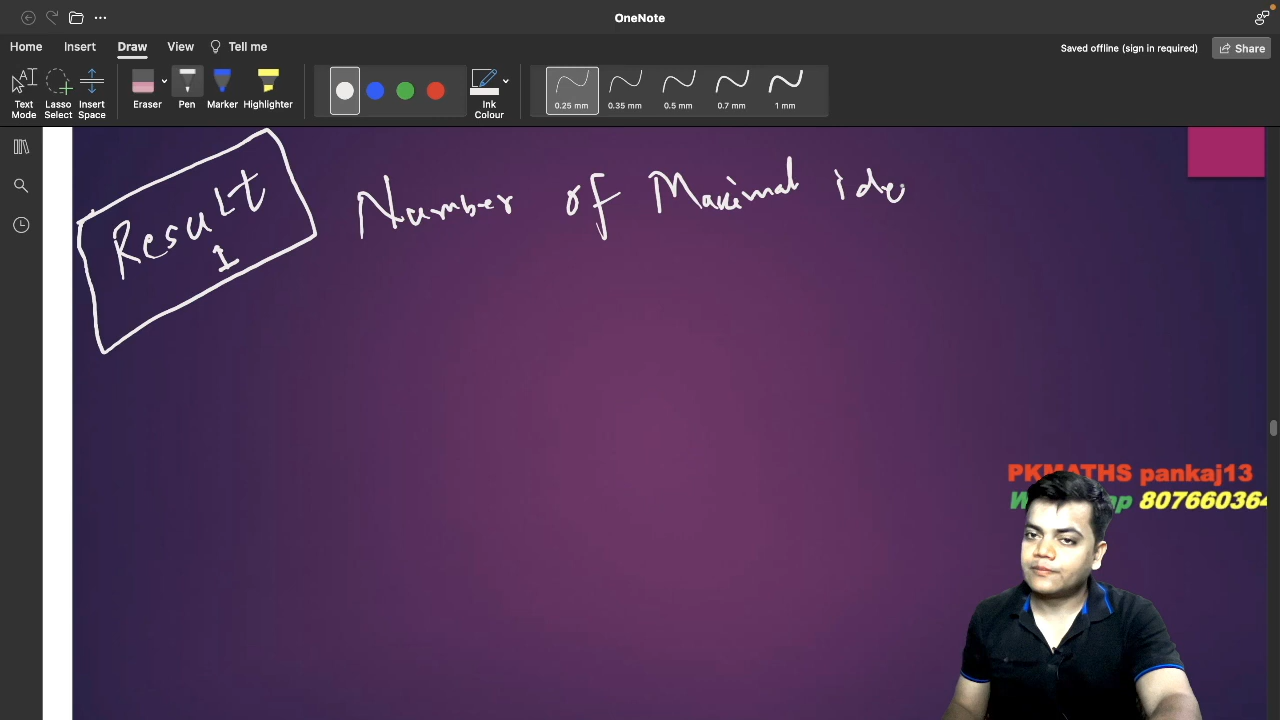 OneNote
Home Insert Draw View Tell me
Saved offline (sign in required) Share
Text Mode
Lasso Select
Insert Space
Eraser
Pen
Marker
Highlighter
Ink Colour
0.25 mm
0.35 mm
0.5 mm
0.7 mm
1 mm
Result
1
Number of Maximal ide
PKMATHS pankaj13
807660364